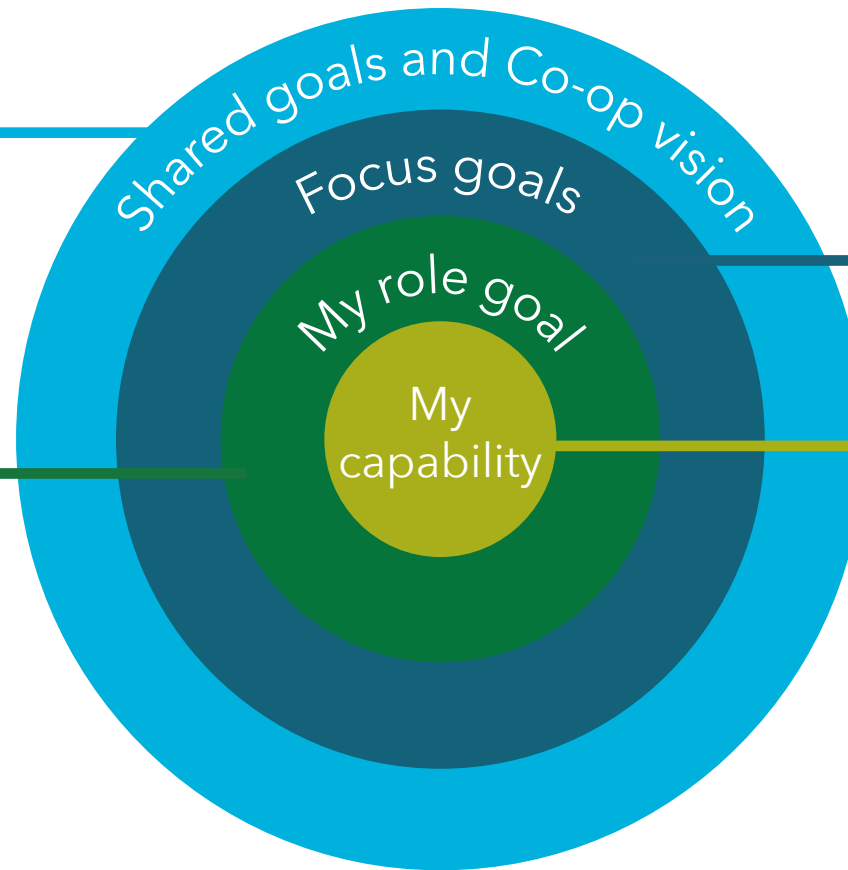 Shared goals and Co-op vision
Focus goals
My role goal
My
capability